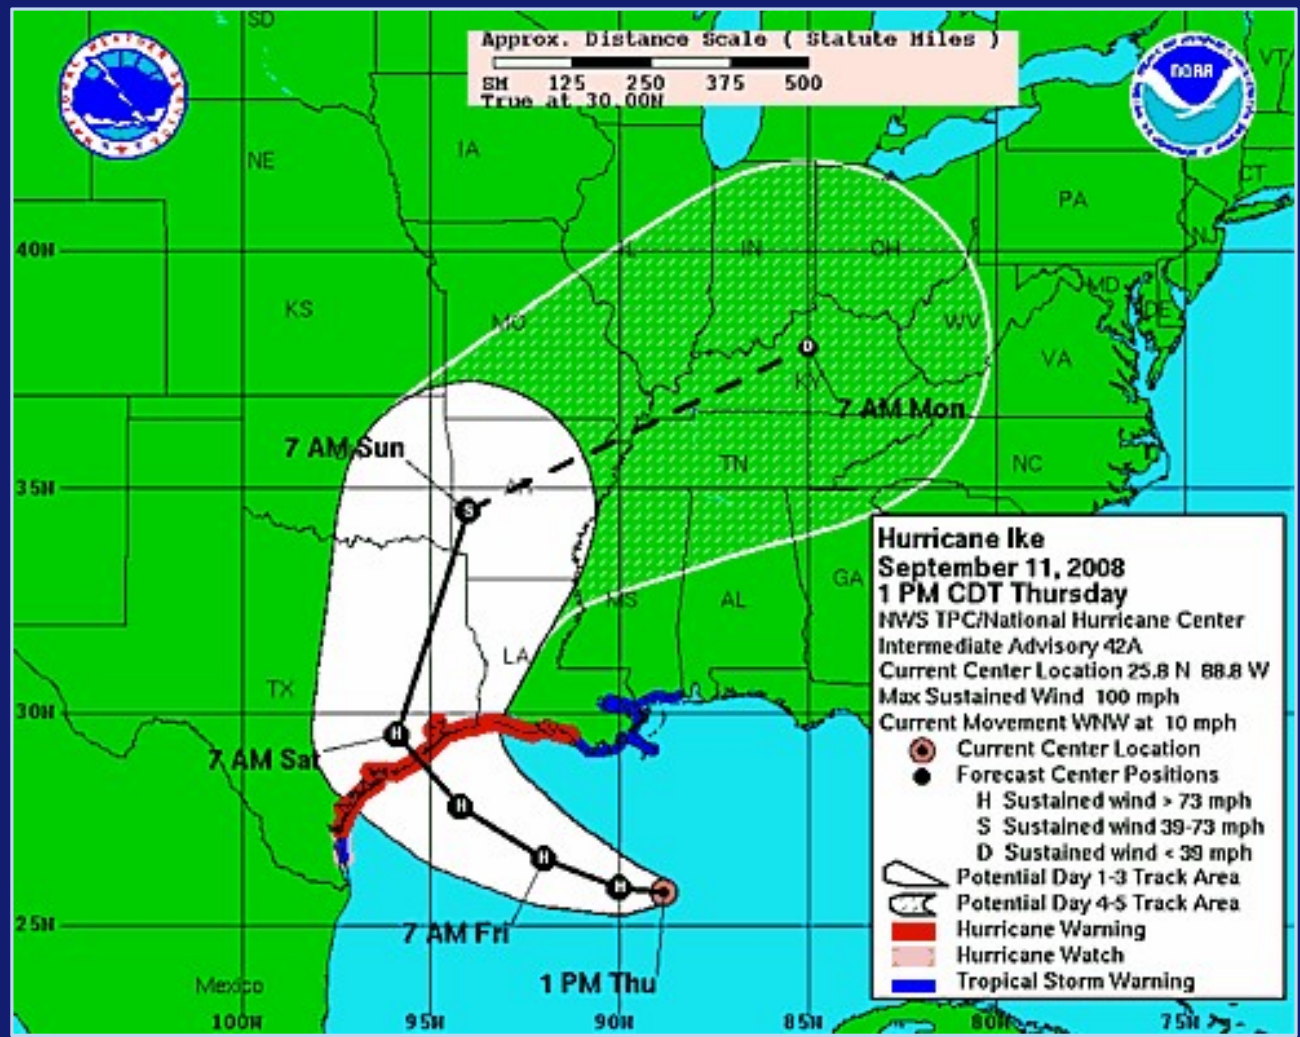 SD
Approx. Distance Scale ( Statute Miles )
SM 125 250 375 500
True at 30.00N
NOAA
VT
NE
IA
PA
CT
NJ
40N
IL
IN
OH
MD
DE
KS
MO
WV
VA
D
KY
7 AM Mon
7 AM Sun
TN
NC
35N
S
AR
MS
AL
GA
LA
TX
30N
H
7 AM Sat
H
H
H
7 AM Fri
1 PM Thu
25N
Mexico
100W 95W 90W 85W 80W 75W
Hurricane Ike
September 11, 2008
1 PM CDT Thursday
NWS TPC/National Hurricane Center
Intermediate Advisory 42A
Current Center Location 25.8 N 88.8 W
Max Sustained Wind 100 mph
Current Movement WNW at 10 mph
Current Center Location
Forecast Center Positions
H Sustained wind > 73 mph
S Sustained wind 39-73 mph
D Sustained wind < 39 mph
Potential Day 1-3 Track Area
Potential Day 4-5 Track Area
Hurricane Warning
Hurricane Watch
Tropical Storm Warning